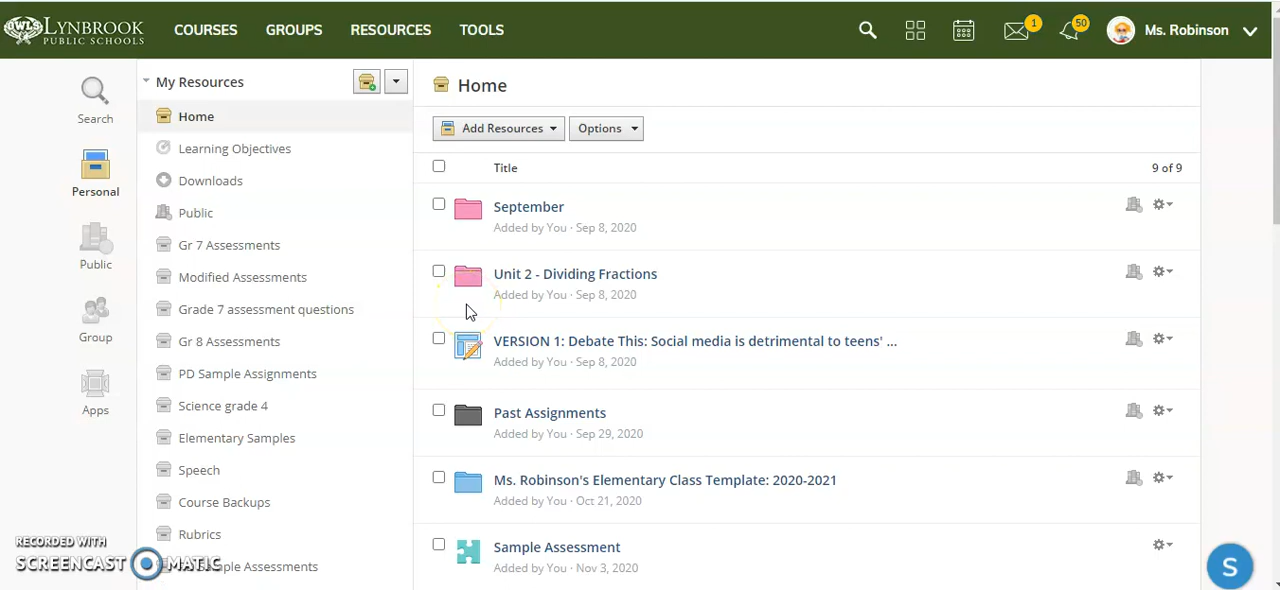 OWLS
LYNBROOK
PUBLIC SCHOOLS
COURSES
GROUPS
RESOURCES
TOOLS
1
50
Ms. Robinson
Search
Personal
Public
Group
Apps
My Resources
Home
Learning Objectives
Downloads
Public
Gr 7 Assessments
Modified Assessments
Grade 7 assessment questions
Gr 8 Assessments
PD Sample Assignments
Science grade 4
Elementary Samples
Speech
Course Backups
Rubrics
Sample Assessments
RECORDED WITH
SCREENCAST MATIC
Home
Add Resources
Options
Title
9 of 9
September
Added by You · Sep 8, 2020
Unit 2 - Dividing Fractions
Added by You · Sep 8, 2020
VERSION 1: Debate This: Social media is detrimental to teens' ...
Added by You · Sep 8, 2020
Past Assignments
Added by You · Sep 29, 2020
Ms. Robinson's Elementary Class Template: 2020-2021
Added by You · Oct 21, 2020
Sample Assessment
Added by You · Nov 3, 2020
S